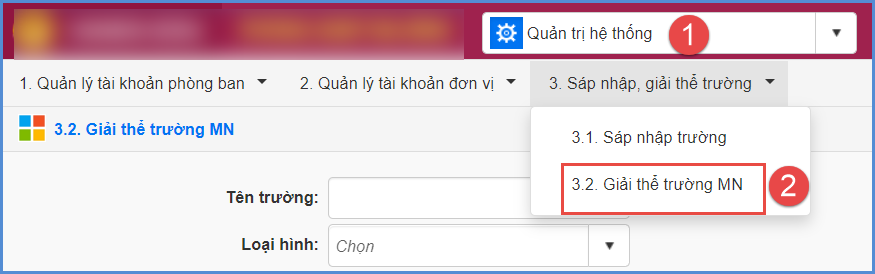 Quản trị hệ thống 1
1. Quản lý tài khoản phòng ban 2. Quản lý tài khoản đơn vị 3. Sáp nhập, giải thể trường
3.2. Giải thể trường MN
3.1. Sáp nhập trường
3.2. Giải thể trường MN 2
Tên trường:
Loại hình: Chọn